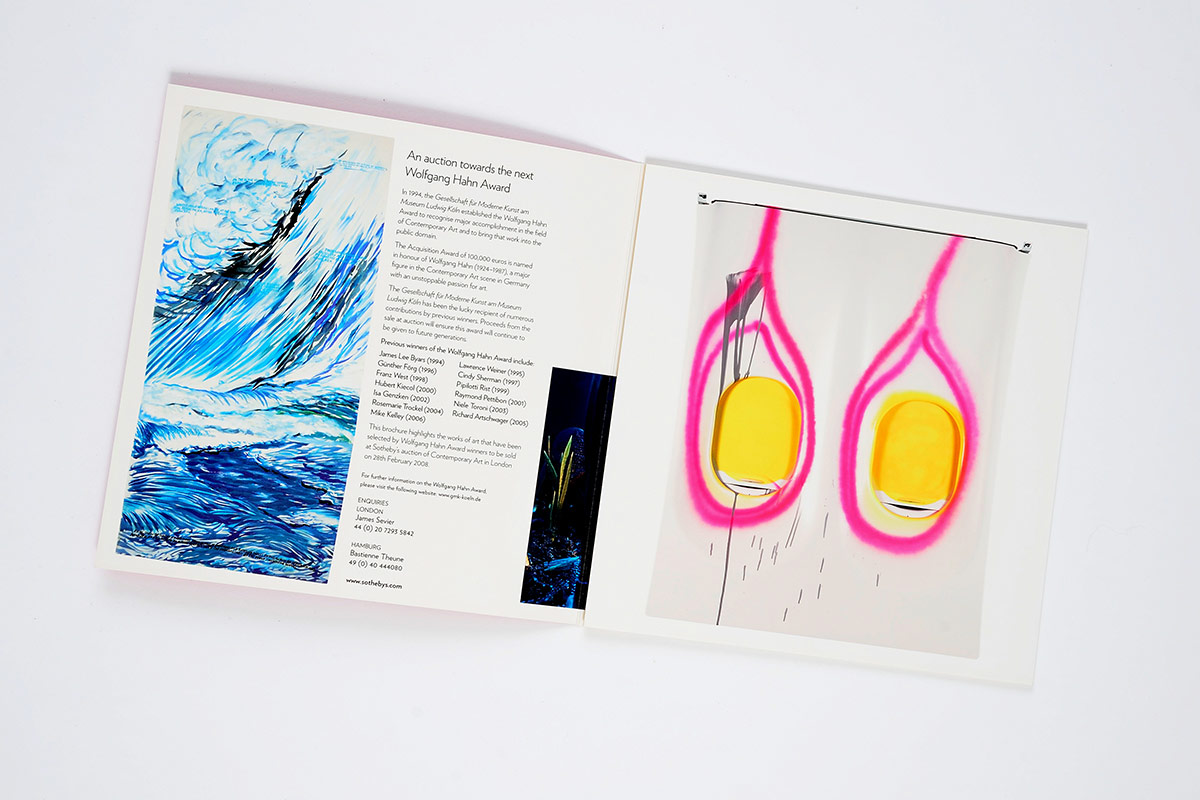 An auction towards the next
Wolfgang Hahn Award
In 1994, the Gesellschaft für Moderne Kunst am
Museum Ludwig Köln established the Wolfgang Hahn
Award to recognise major accomplishment in the field
of Contemporary Art and to bring that work into the
public domain.
The Acquisition Award of 100,000 euros is named
in honour of Wolfgang Hahn (1924–1987), a major
figure in the Contemporary Art scene in Germany
with an unstoppable passion for art.
The Gesellschaft für Moderne Kunst am Museum
Ludwig Köln has been the lucky recipient of numerous
contributions by previous winners. Proceeds from the
sale at auction will ensure this award will continue to
be given to future generations.
Previous winners of the Wolfgang Hahn Award include:
James Lee Byars (1994)
Günther Förg (1996)
Franz West (1998)
Hubert Kiecol (2000)
Isa Genzken (2002)
Rosemarie Trockel (2004)
Mike Kelley (2006)
Lawrence Weiner (1995)
Cindy Sherman (1997)
Pipilotti Rist (1999)
Raymond Pettibon (2001)
Niele Toroni (2003)
Richard Artschwager (2005)
This brochure highlights the works of art that have been
selected by Wolfgang Hahn Award winners to be sold
at Sotheby's auction of Contemporary Art in London
on 28th February 2008.
For further information on the Wolfgang Hahn Award,
please visit the following website: www.gmk-koeln.de
ENQUIRIES
LONDON
James Sevier
44 (0) 20 7293 5842
HAMBURG
Bastienne Theune
49 (0) 40 444080
www.sothebys.com